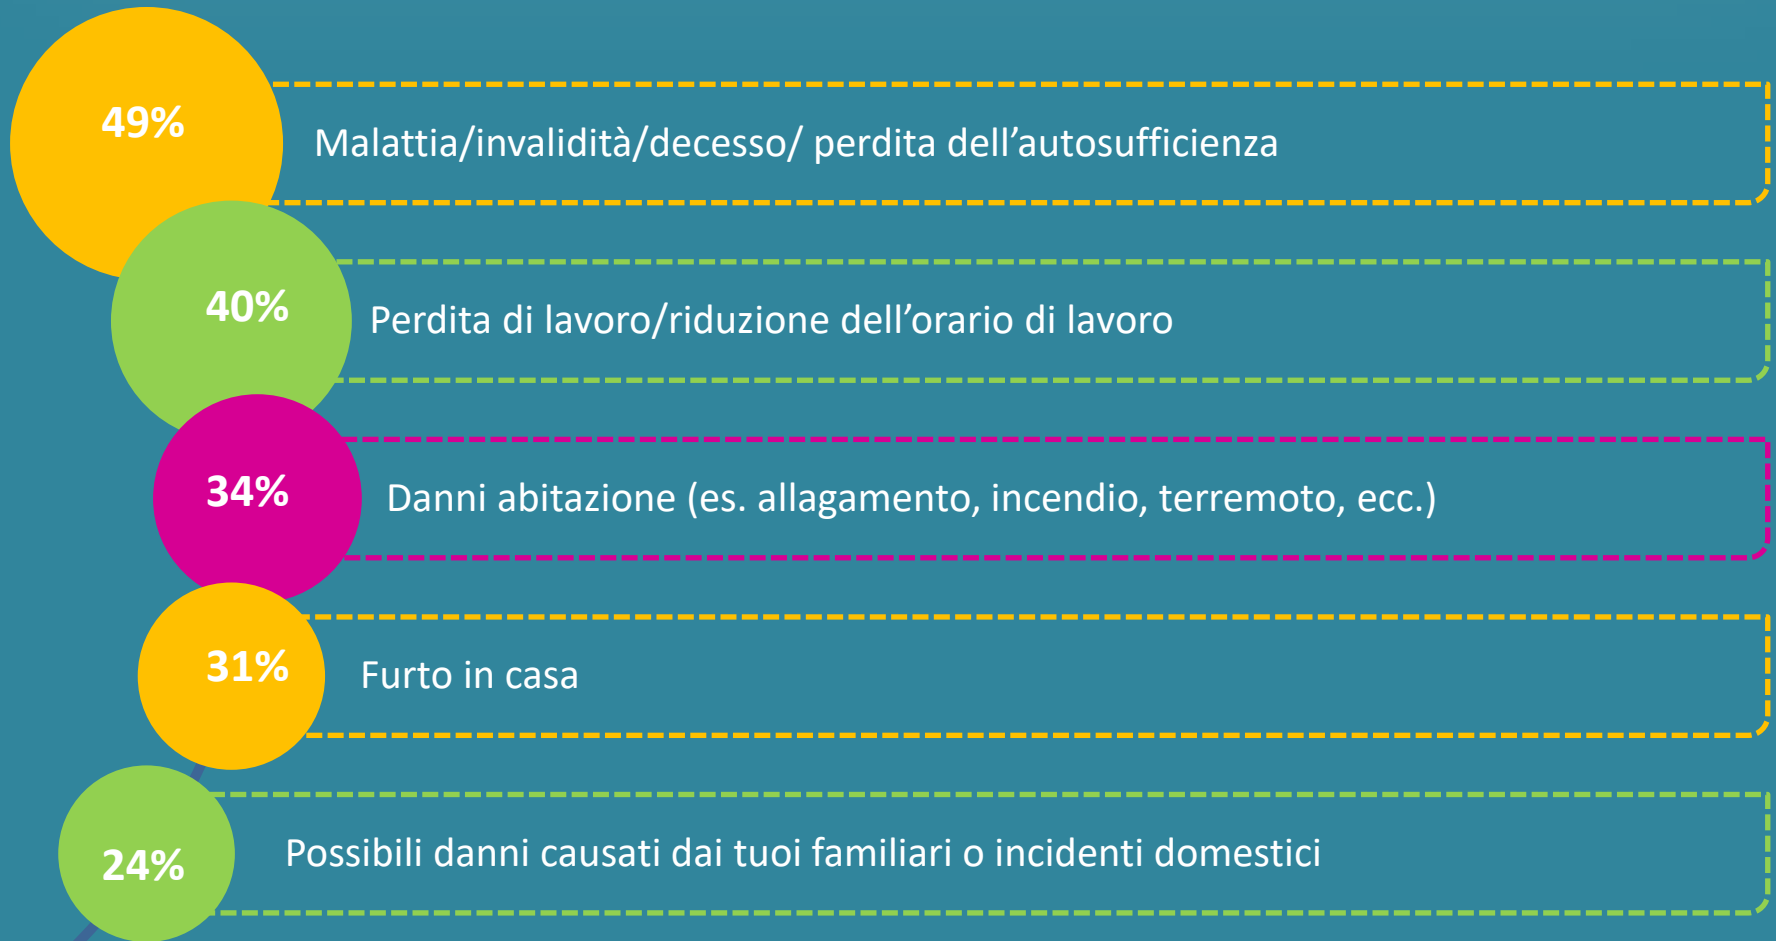 49%
Malattia/invalidità/decesso/ perdita dell’autosufficienza
40%
Perdita di lavoro/riduzione dell’orario di lavoro
34%
Danni abitazione (es. allagamento, incendio, terremoto, ecc.)
31%
Furto in casa
24%
Possibili danni causati dai tuoi familiari o incidenti domestici